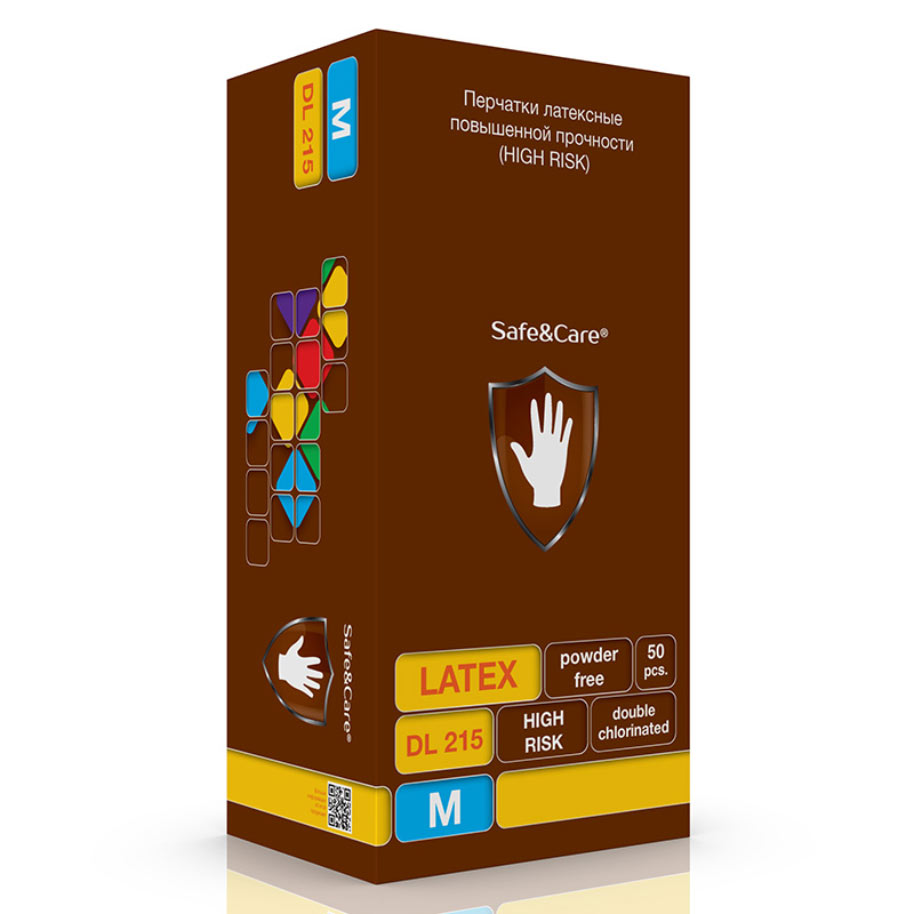 Перчатки латексные
повышенной прочности
(HIGH RISK)
Safe&Care®
LATEX
powder
free
50
pcs.
DL 215
HIGH
RISK
double
chlorinated
M
M
DL 215
Safe&Care®